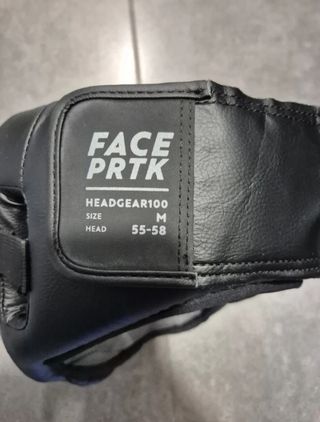 FACE
PRTK
HEADGEAR100
SIZE M
HEAD 55-58